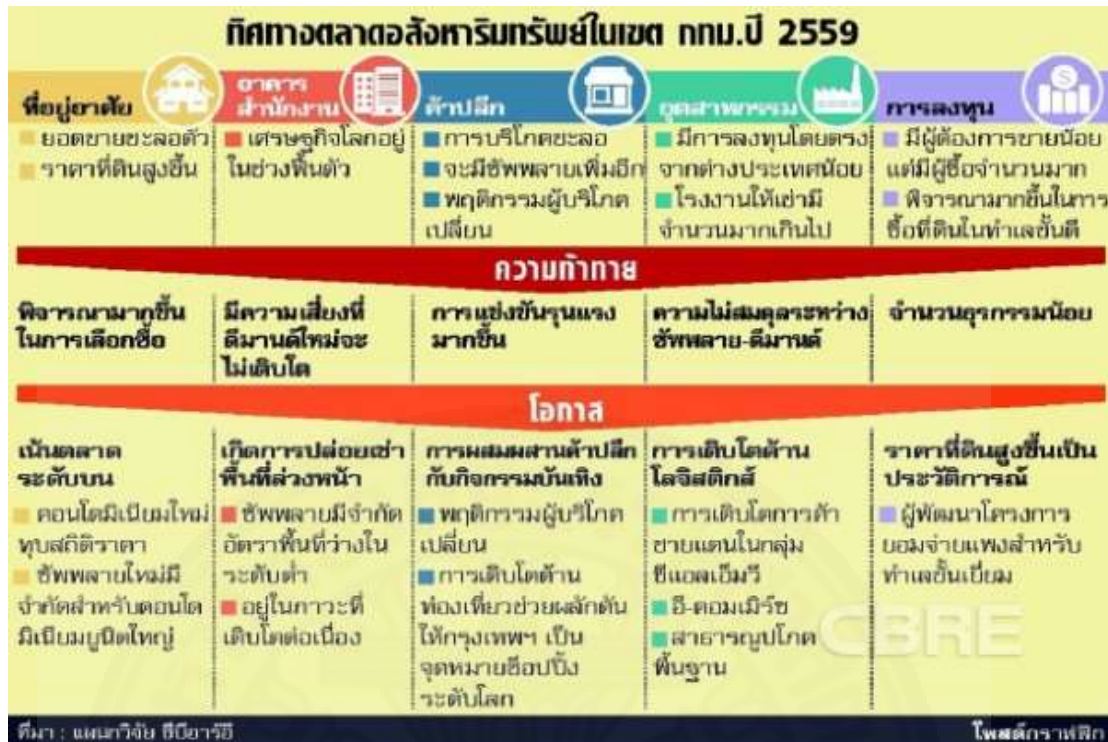 ทิศทางตลาดอสังหาริมทรัพย์ในเขต กทม.ปี 2559
ที่อยู่อาศัย
ยอดขายชะลอตัว
ราคาที่ดินสูงขึ้น
อาคาร
สำนักงาน
เศรษฐกิจโลกอยู่
ในช่วงฟื้นตัว
ค้าปลีก
การบริโภคชะลอ
จะมีซัพพลายเพิ่มอีก
พฤติกรรมผู้บริโภค
เปลี่ยน
อุตสาหกรรม
มีการลงทุนโดยตรง
จากต่างประเทศน้อย
โรงงานให้เช่ามี
จำนวนมากเกินไป
การลงทุน
มีผู้ต้องการขายน้อย
แต่มีผู้ซื้อจำนวนมาก
พิจารณามากขึ้นในการ
ซื้อที่ดินในทำเลชั้นดี
ความท้าทาย
พิจารณามากขึ้น
ในการเลือกซื้อ
มีความเสี่ยงที่
ดีมานด์ใหม่จะ
ไม่เติบโต
การแข่งขันรุนแรง
มากขึ้น
ความไม่สมดุลระหว่าง
ซัพพลาย-ดีมานด์
จำนวนธุรกรรมน้อย
โอกาส
เน้นตลาด
ระดับบน
คอนโดมิเนียมใหม่
ทุบสถิติราคา
ซัพพลายใหม่มี
จำกัดสำหรับคอนโด
มิเนียมยูนิตใหญ่
เกิดการปล่อยเช่า
พื้นที่ล่วงหน้า
ซัพพลายมีจำกัด
อัตราพื้นที่ว่างใน
ระดับต่ำ
อยู่ในภาวะที่
เติบโตต่อเนื่อง
การผสมผสานค้าปลีก
กับกิจกรรมบันเทิง
พฤติกรรมผู้บริโภค
เปลี่ยน
การเติบโตด้าน
ท่องเที่ยวช่วยผลักดัน
ให้กรุงเทพฯ เป็น
จุดหมายช็อปปิ้ง
ระดับโลก
การเติบโตด้าน
โลจิสติกส์
การเติบโตการค้า
ชายแดนในกลุ่ม
ซีแอลเอ็มวี
อี-คอมเมิร์ซ
สาธารณูปโภค
พื้นฐาน
ราคาที่ดินสูงขึ้นเป็น
ประวัติการณ์
ผู้พัฒนาโครงการ
ยอมจ่ายแพงสำหรับ
ทำเลชั้นเยี่ยม
CBRE
ที่มา : แผนกวิจัย ซีบีอาร์อี
โพสต์กราฟฟิก